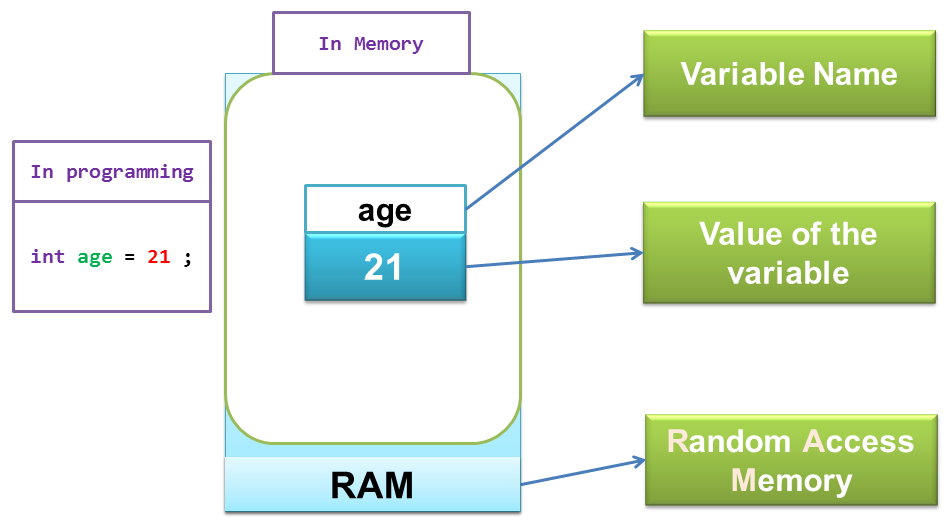 In Memory
Variable Name
In programming
age
int age = 21 ;
21
Value of the
variable
RAM
Random Access
Memory